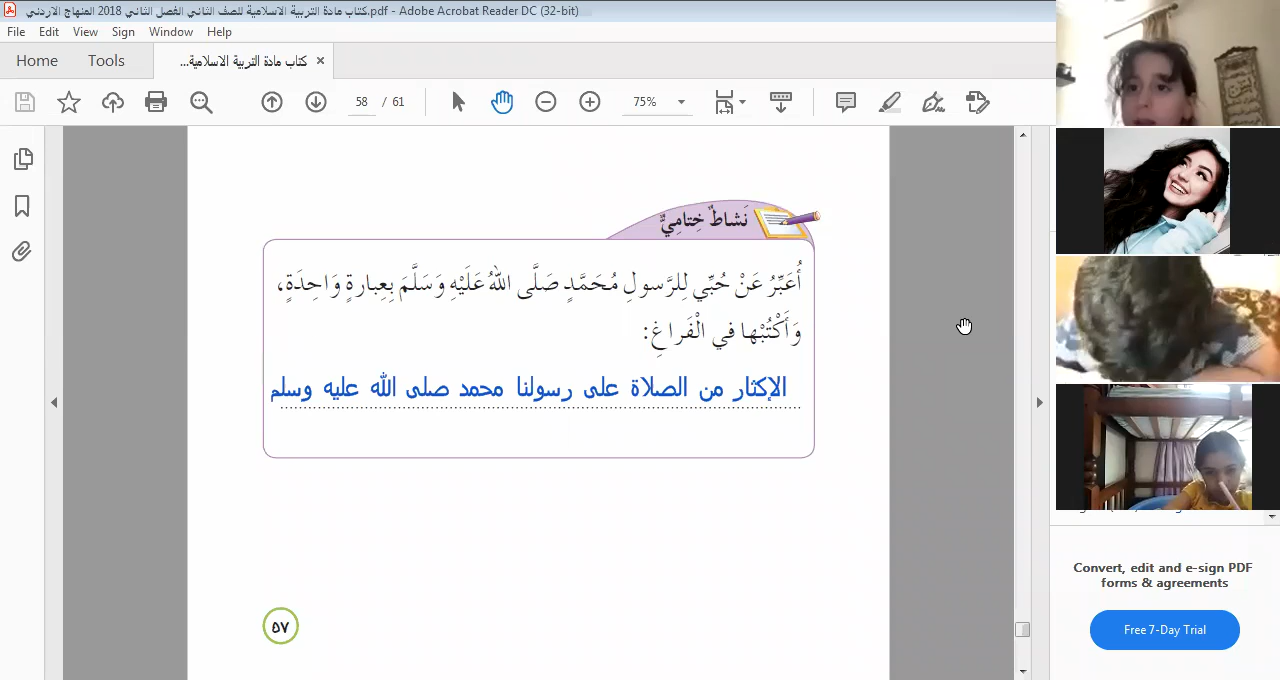 كتاب مادة التربية الاسلامية للصف الثاني الفصل الثاني 2018 المنهاج الاردني.pdf - Adobe Acrobat Reader DC (32-bit)
File Edit View Sign Window Help
Home Tools كتاب مادة التربية الاسلامية... ×
58 / 61 75%
نَشاطٌ خِتامِيٌّ
أُعَبِّرُ عَنْ حُبِّي لِلرَّسولِ مُحَمَّدٍ صَلَّى اللهُ عَلَيْهِ وَسَلَّمَ بِعِبارةٍ وَاحِدَةٍ،
وَأَكْتُبُها في الْفَراغِ:
الإكثار من الصلاة على رسولنا محمد صلى الله عليه وسلم
٥٧
Convert, edit and e-sign PDF
forms & agreements
Free 7-Day Trial